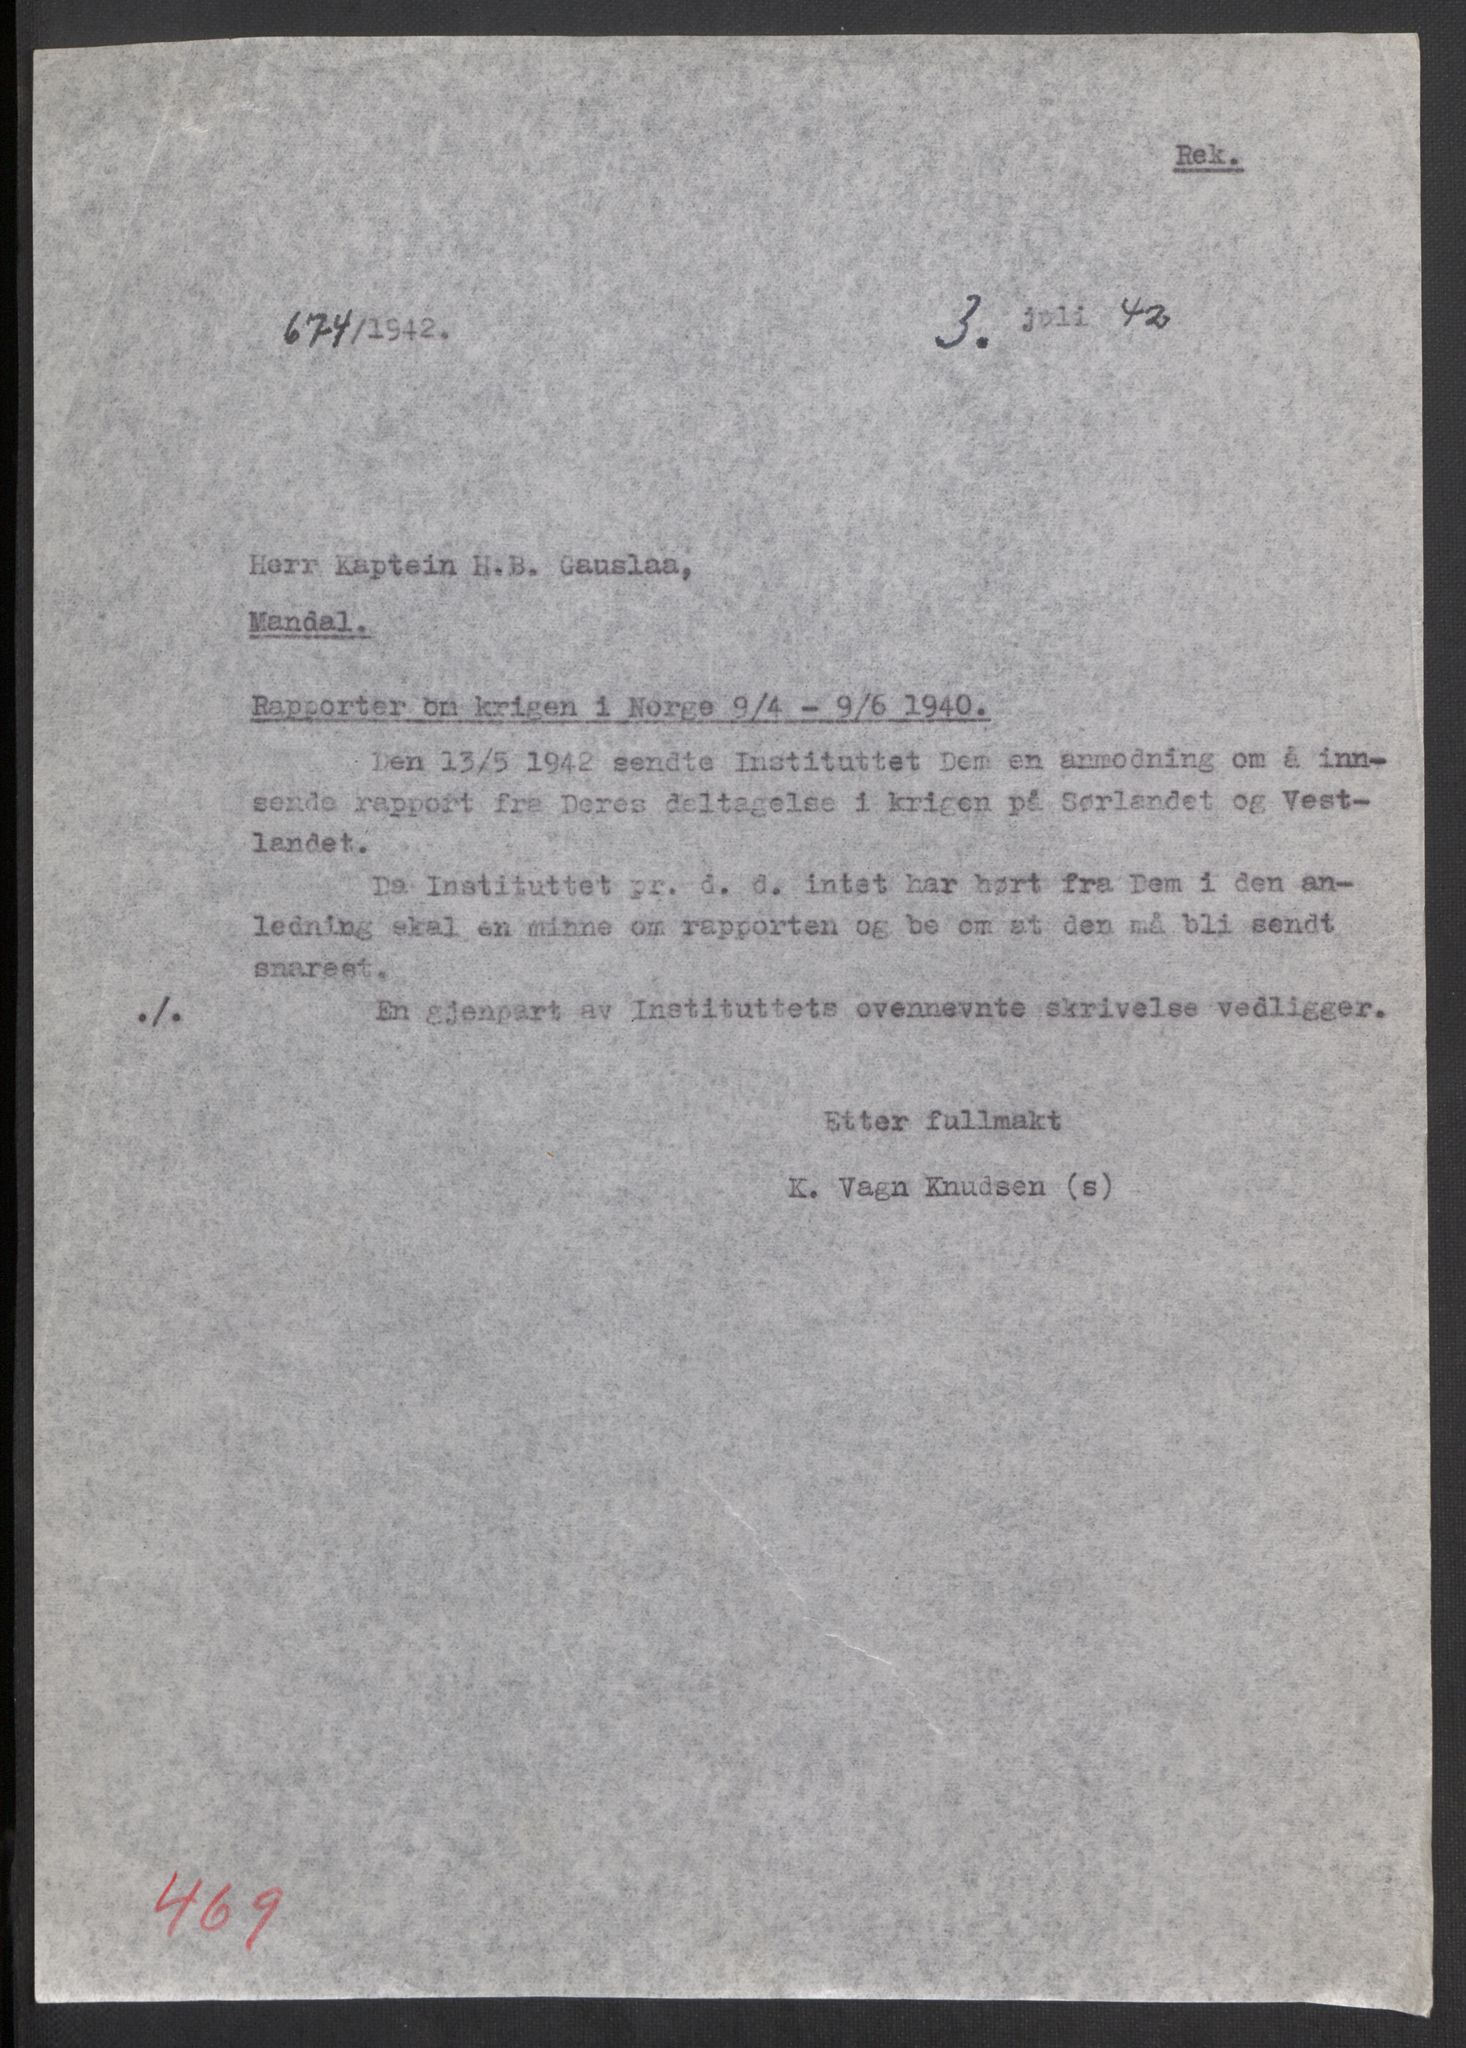 Rek.
674/1942.
3. juli 42
Herr Kaptein H.B. Gauslaa,
Mandal.
Rapporter om krigen i Norge 9/4 - 9/6 1940.
Den 13/5 1942 sendte Instituttet Dem en anmodning om å inn-
sende rapport fra Deres deltagelse i krigen på Sørlandet og Vest-
landet.
Da Instituttet pr. d. d. intet har hørt fra Dem i den an-
ledning skal en minne om rapporten og be om at den må bli sendt
snarest.
./. En gjenpart av Instituttets ovennevnte skrivelse vedligger.
Etter fullmakt
K. Vagn Knudsen (s)
469